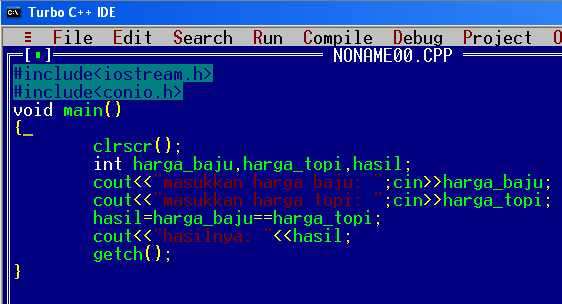 Turbo C++ IDE
≡ File Edit Search Run Compile Debug Project O
[■] NONAME00.CPP
#include<iostream.h>
#include<conio.h>
void main()
{_
clrscr();
int harga_baju,harga_topi,hasil;
cout<<"masukkan harga baju: ";cin>>harga_baju;
cout<<"masukkan harga topi: ";cin>>harga_topi;
hasil=harga_baju==harga_topi;
cout<<"hasilnya: "<<hasil;
getch();
}